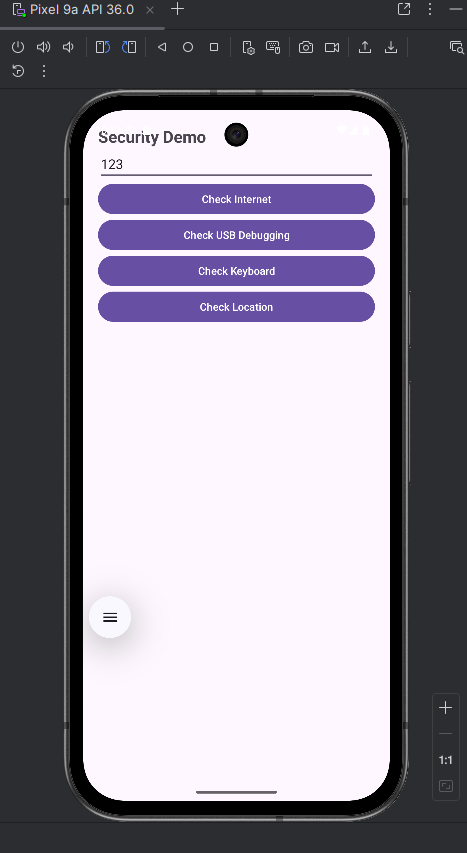 Pixel 9a API 36.0
Security Demo
123
Check Internet
Check USB Debugging
Check Keyboard
Check Location
1:1